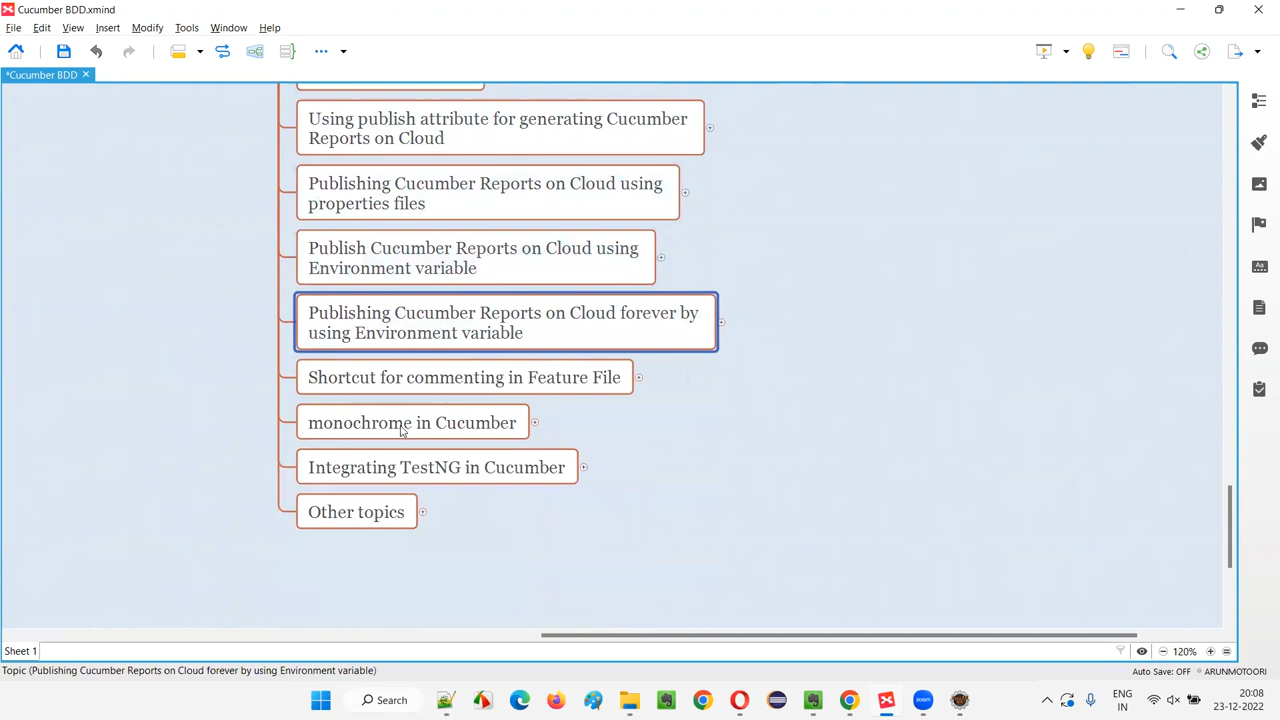 Cucumber BDD.xmind
File Edit View Insert Modify Tools Window Help
*Cucumber BDD
Using publish attribute for generating Cucumber
Reports on Cloud
Publishing Cucumber Reports on Cloud using
properties files
Publish Cucumber Reports on Cloud using
Environment variable
Publishing Cucumber Reports on Cloud forever by
using Environment variable
Shortcut for commenting in Feature File
monochrome in Cucumber
Integrating TestNG in Cucumber
Other topics
Sheet 1
120%
Topic (Publishing Cucumber Reports on Cloud forever by using Environment variable)
Auto Save: OFF
ARUNMOTOORI
Search
zoom
ENG
IN
20:08
23-12-2022